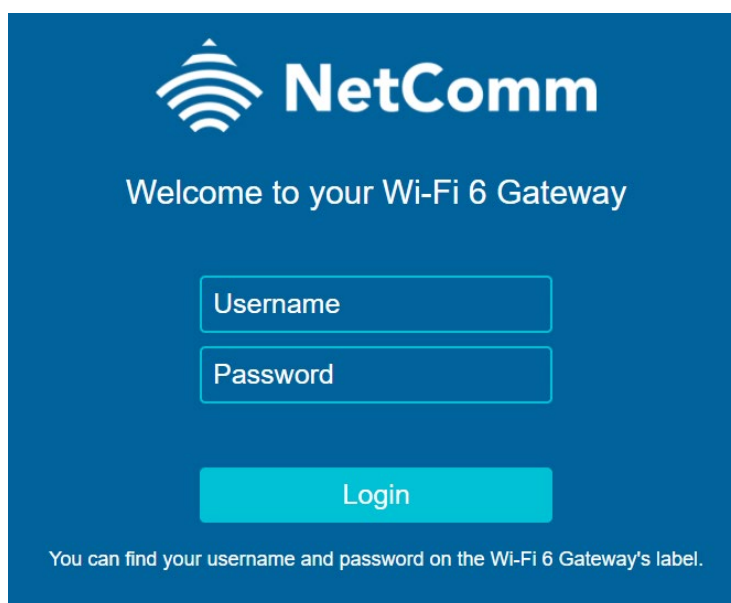 NetComm
Welcome to your Wi-Fi 6 Gateway
Username
Password
Login
You can find your username and password on the Wi-Fi 6 Gateway's label.